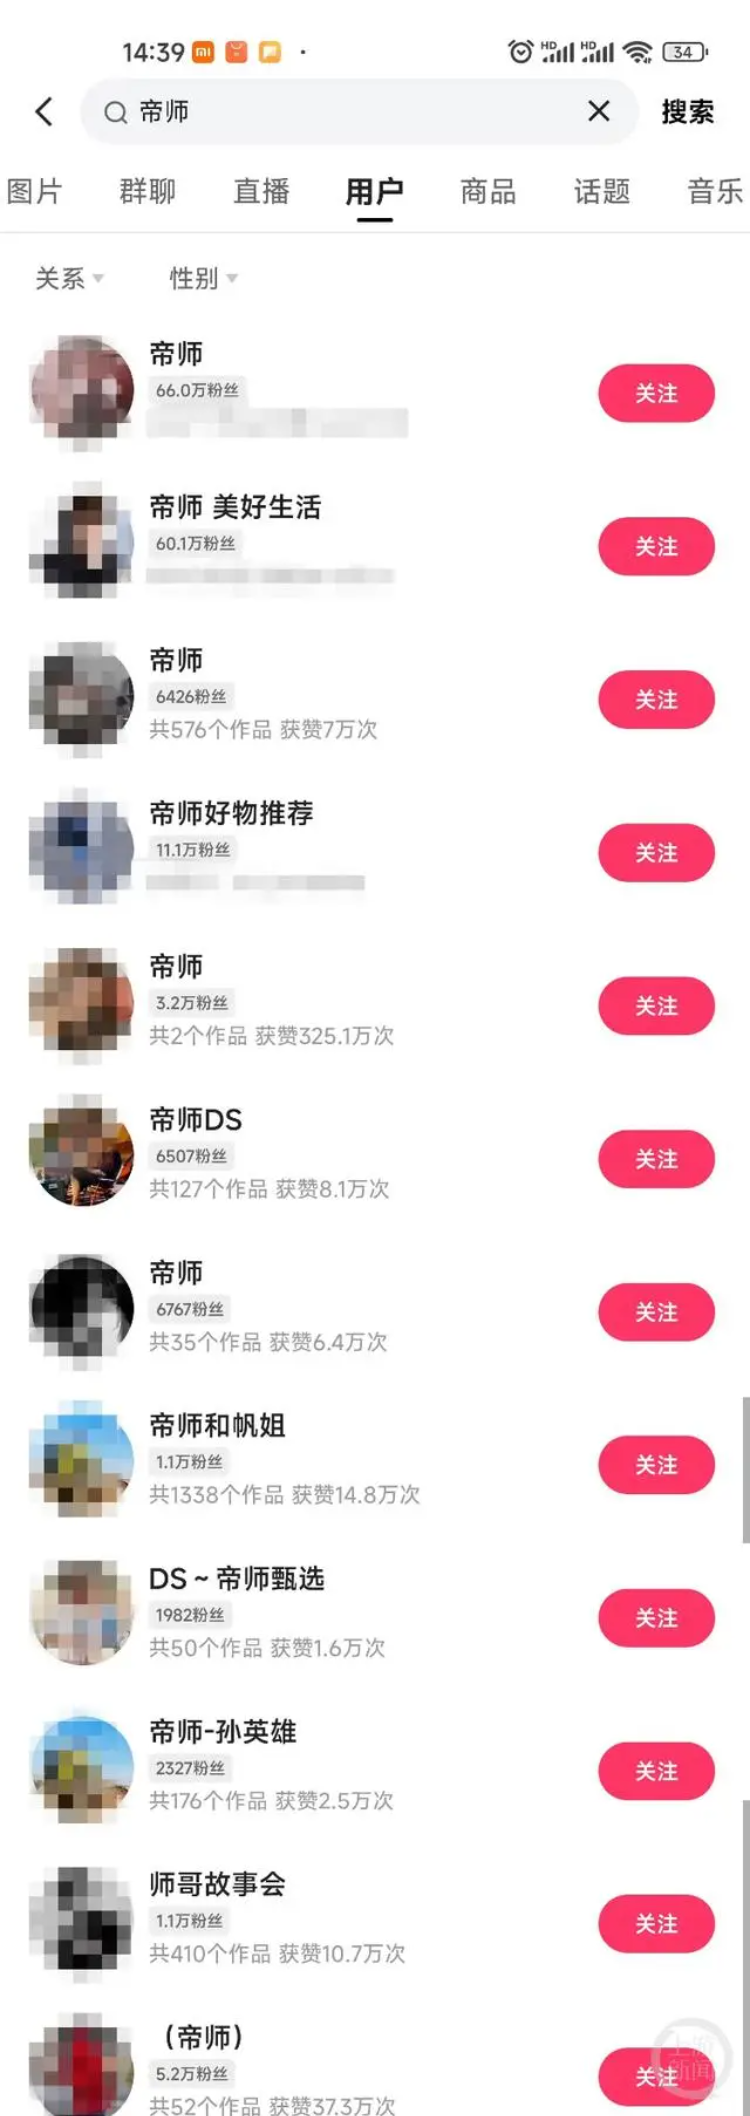 14:39
HD HD 34
帝师 搜索
图片 群聊 直播 用户 商品 话题 音乐
关系 性别
帝师
66.0万粉丝
关注
帝师 美好生活
60.1万粉丝
关注
帝师
6426粉丝
共576个作品 获赞7万次
关注
帝师好物推荐
11.1万粉丝
关注
帝师
3.2万粉丝
共2个作品 获赞325.1万次
关注
帝师DS
6507粉丝
共127个作品 获赞8.1万次
关注
帝师
6767粉丝
共35个作品 获赞6.4万次
关注
帝师和帆姐
1.1万粉丝
共1338个作品 获赞14.8万次
关注
DS ~ 帝师甄选
1982粉丝
共50个作品 获赞1.6万次
关注
帝师-孙英雄
2327粉丝
共176个作品 获赞2.5万次
关注
师哥故事会
1.1万粉丝
共410个作品 获赞10.7万次
关注
（帝师）
5.2万粉丝
共52个作品 获赞37.3万次
关注
上游
新闻